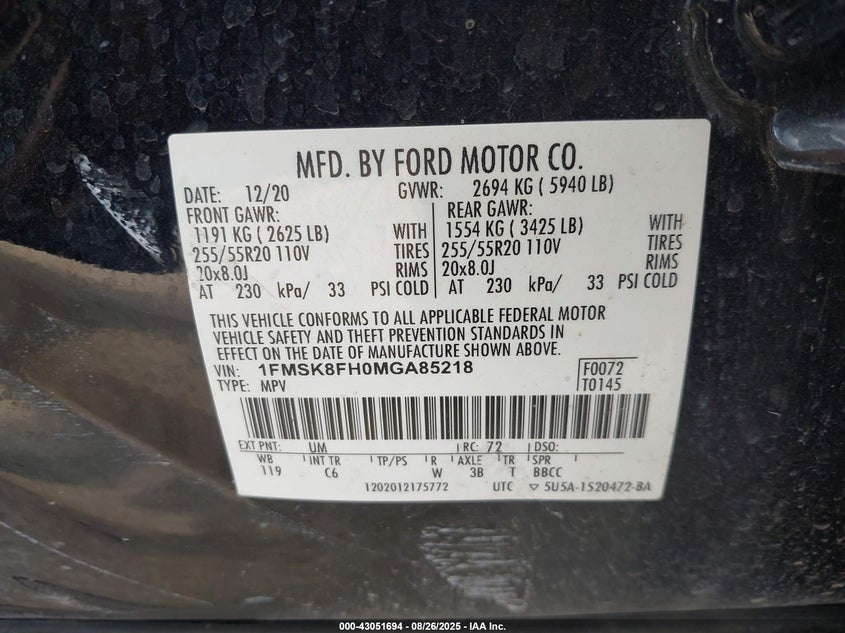 MFD. BY FORD MOTOR CO.
DATE: 12/20 GVWR: 2694 KG ( 5940 LB)
FRONT GAWR: REAR GAWR:
1191 KG ( 2625 LB) WITH 1554 KG ( 3425 LB) WITH
255/55R20 110V TIRES 255/55R20 110V TIRES
20x8.0J RIMS 20x8.0J RIMS
AT 230 kPa/ 33 PSI COLD AT 230 kPa/ 33 PSI COLD
THIS VEHICLE CONFORMS TO ALL APPLICABLE FEDERAL MOTOR
VEHICLE SAFETY AND THEFT PREVENTION STANDARDS IN
EFFECT ON THE DATE OF MANUFACTURE SHOWN ABOVE.
VIN: 1FMSK8FH0MGA85218 F0072
TYPE: MPV T0145
EXT PNT: UM RC: 72 DSO:
WB INT TR TP/PS R AXLE TR SPR
119 C6 W 3B T BBCC
1202012175772 UTC ▽ 5U5A-1520472-BA
000-43051694 - 08/26/2025 - IAA Inc.